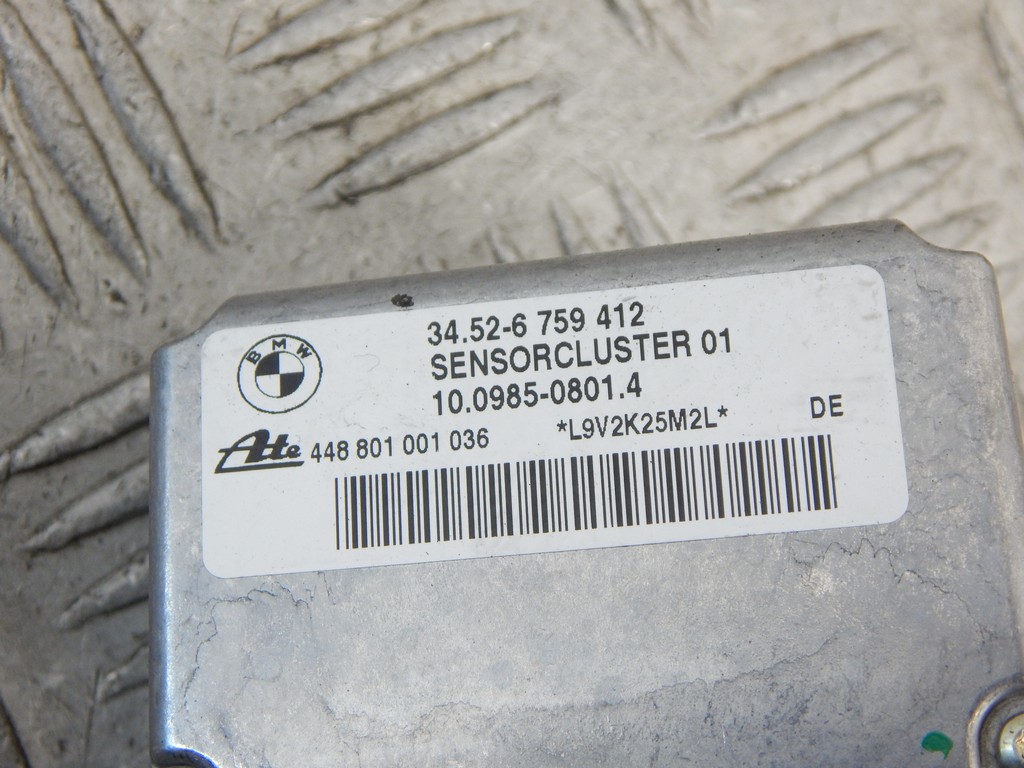 BMW
34.52-6 759 412
SENSORCLUSTER 01
10.0985-0801.4
Ate 448 801 001 036 *L9V2K25M2L* DE